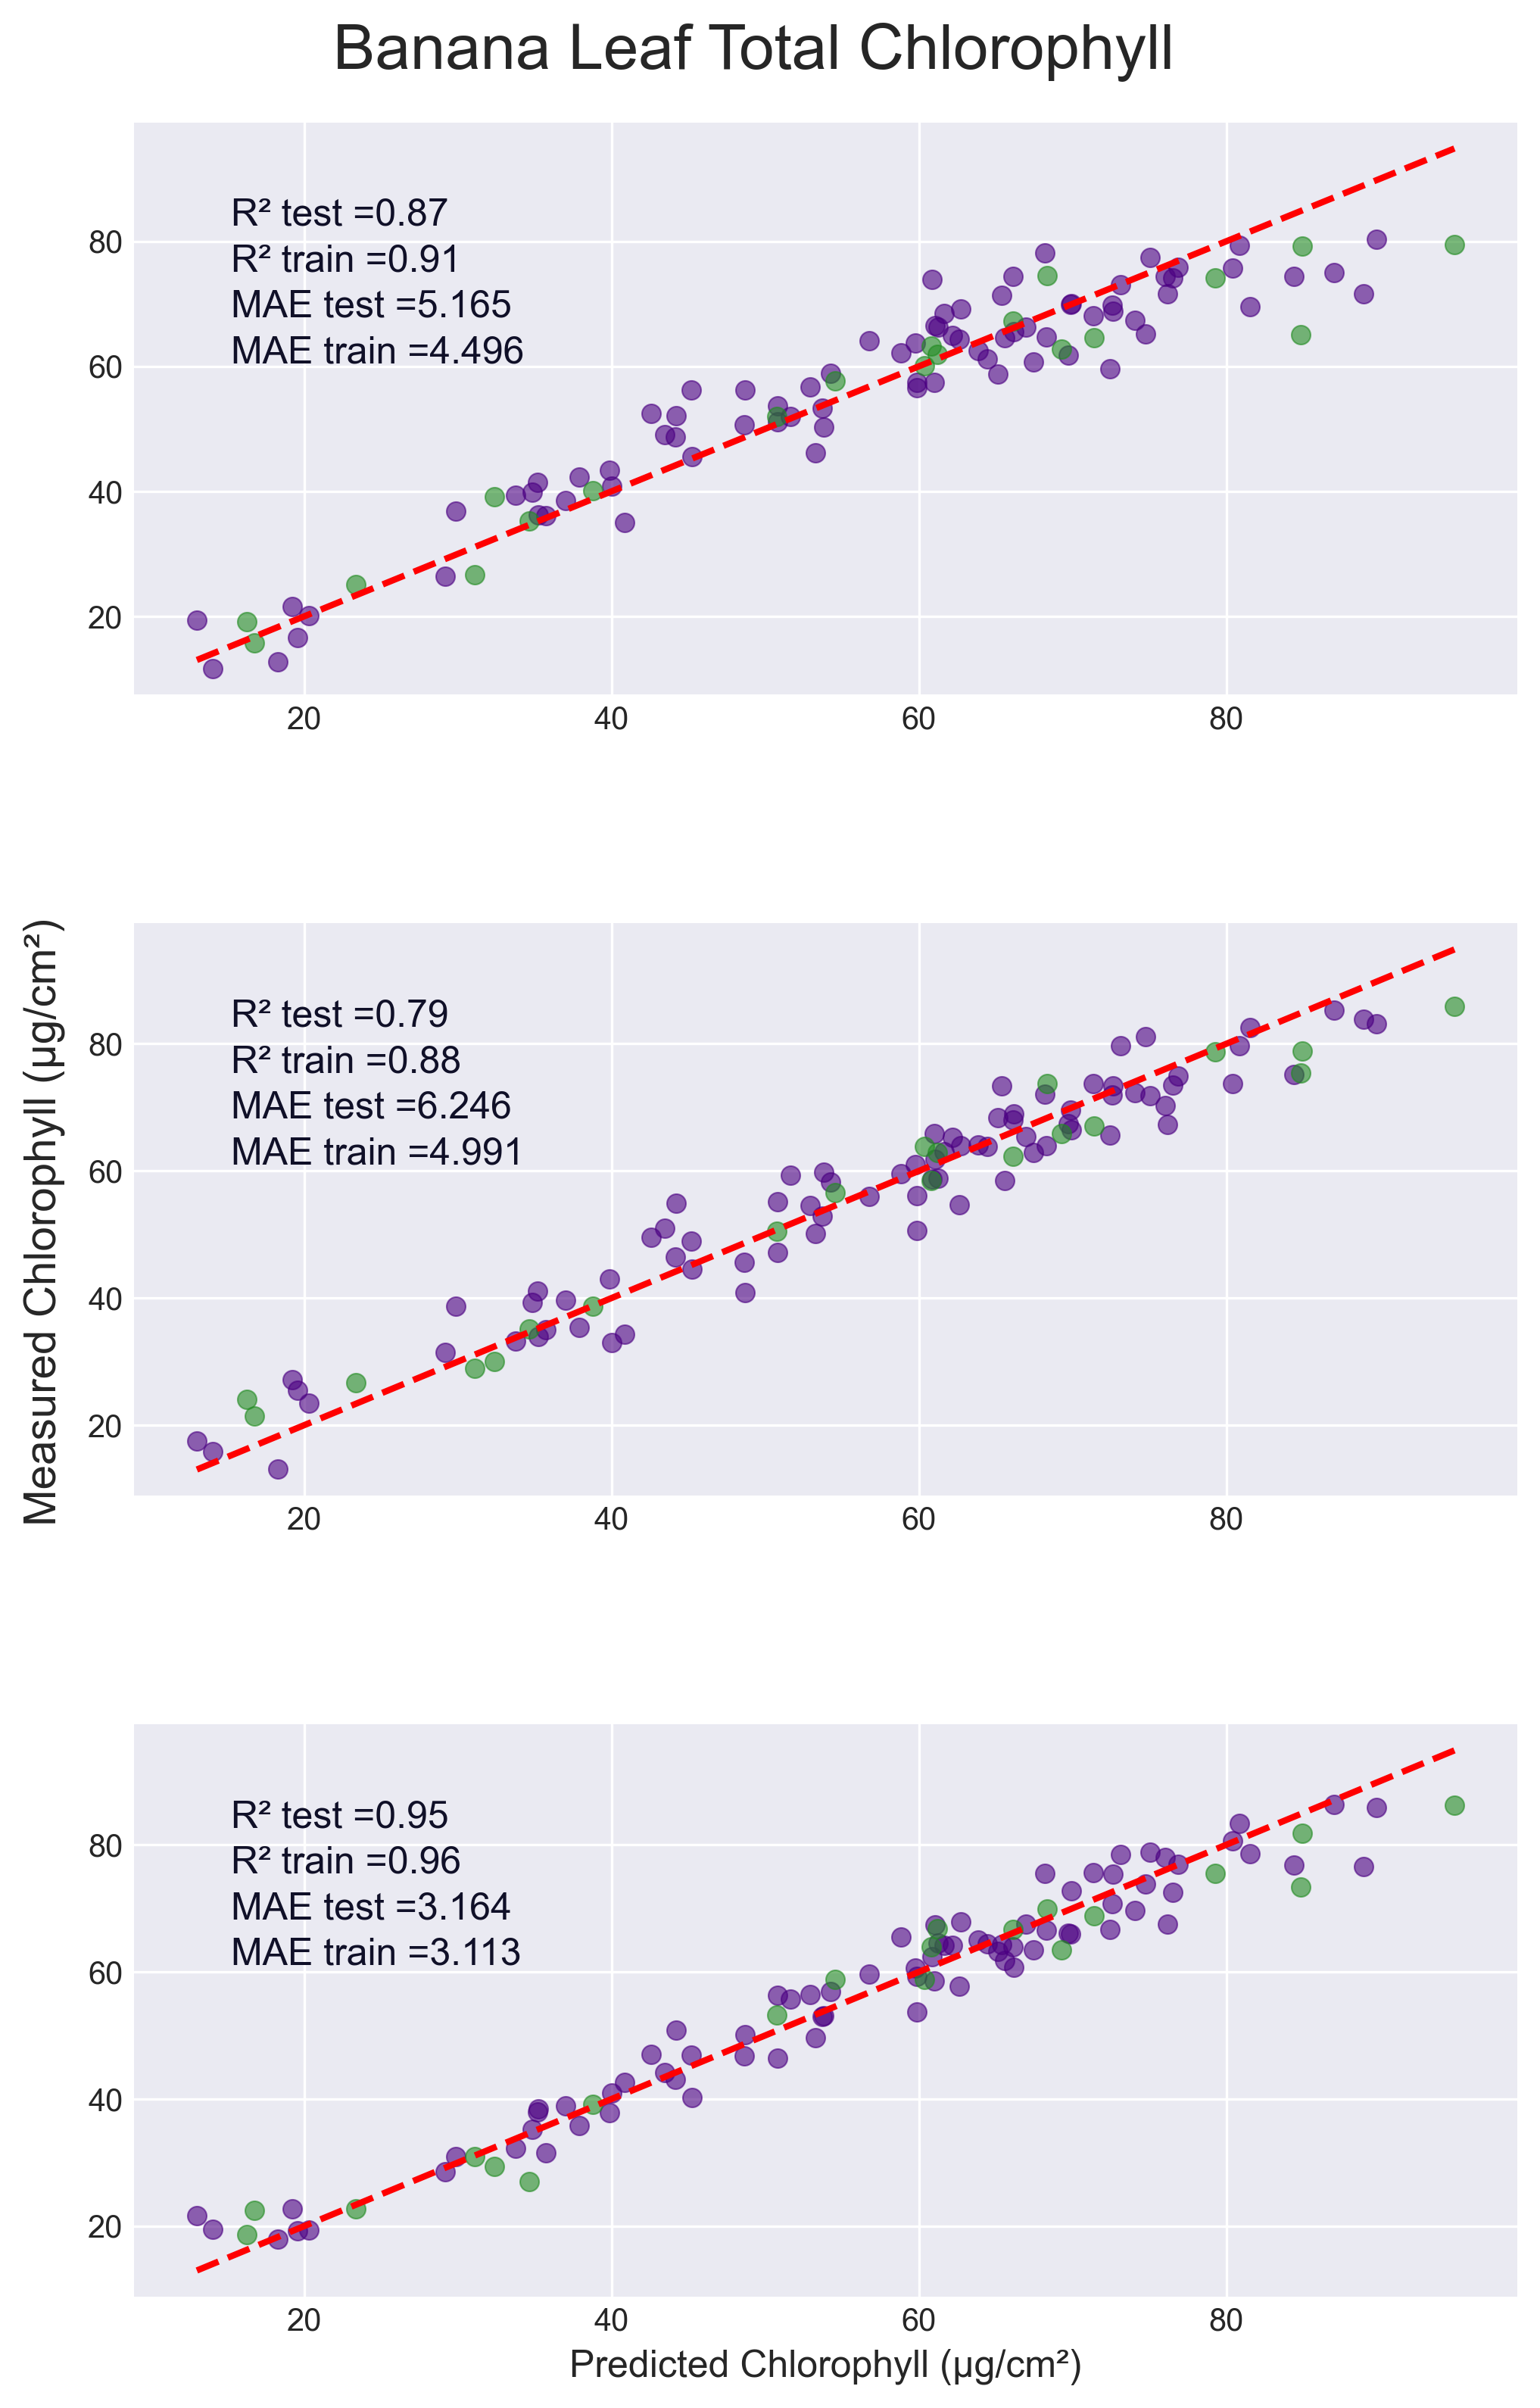 Banana Leaf Total Chlorophyll
R² test =0.87
R² train =0.91
MAE test =5.165
MAE train =4.496
80
60
40
20
20 40 60 80
Measured Chlorophyll (µg/cm²)
R² test =0.79
R² train =0.88
MAE test =6.246
MAE train =4.991
80
60
40
20
20 40 60 80
R² test =0.95
R² train =0.96
MAE test =3.164
MAE train =3.113
80
60
40
20
20 40 60 80
Predicted Chlorophyll (µg/cm²)